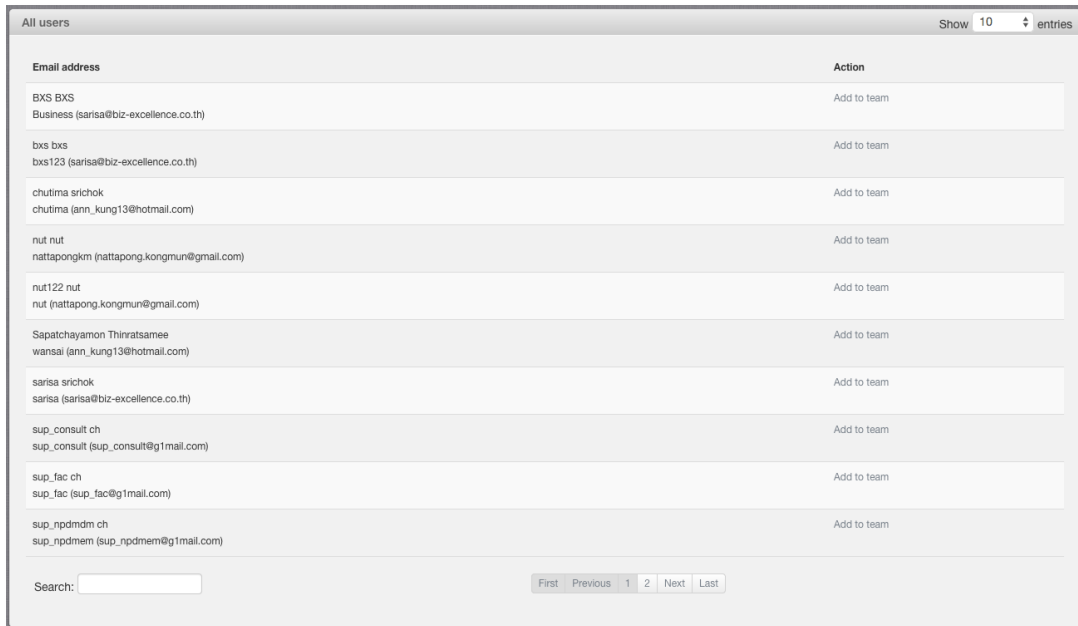 All users
Show 10 entries
Email address Action
BXS BXS Add to team
Business (sarisa@biz-excellence.co.th)
bxs bxs Add to team
bxs123 (sarisa@biz-excellence.co.th)
chutima srichok Add to team
chutima (ann_kung13@hotmail.com)
nut nut Add to team
nattapongkm (nattapong.kongmun@gmail.com)
nut122 nut Add to team
nut (nattapong.kongmun@gmail.com)
Sapatchayamon Thinratsamee Add to team
wansai (ann_kung13@hotmail.com)
sarisa srichok Add to team
sarisa (sarisa@biz-excellence.co.th)
sup_consult ch Add to team
sup_consult (sup_consult@g1mail.com)
sup_fac ch Add to team
sup_fac (sup_fac@g1mail.com)
sup_npdmdm ch Add to team
sup_npdmem (sup_npdmem@g1mail.com)
Search:
First Previous 1 2 Next Last